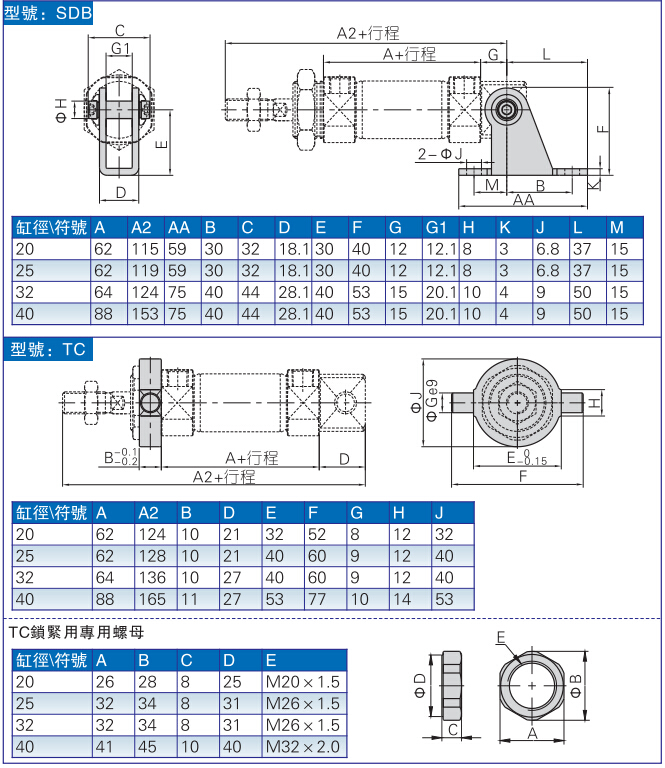 型號: SDB
C
G1
ΦH
E
D
A2+行程
A+行程
G
L
F
2-ΦJ
M
B
K
AA
缸徑\符號 A A2 AA B C D E F G G1 H K J L M
20 62 115 59 30 32 18.1 30 40 12 12.1 8 3 6.8 37 15
25 62 119 59 30 32 18.1 30 40 12 12.1 8 3 6.8 37 15
32 64 124 75 40 44 28.1 40 53 15 20.1 10 4 9 50 15
40 88 153 75 40 44 28.1 40 53 15 20.1 10 4 9 50 15
型號: TC
B-0.1-0.2
A+行程
D
A2+行程
ΦJ
ΦGe9
H
E 0 -0.15
F
缸徑\符號 A A2 B D E F G H J
20 62 124 10 21 32 52 8 12 32
25 62 128 10 21 40 60 9 12 40
32 64 136 10 27 40 60 9 12 40
40 88 165 11 27 53 77 10 14 53
TC鎖緊用專用螺母
缸徑\符號 A B C D E
20 26 28 8 25 M20×1.5
25 32 34 8 31 M26×1.5
32 32 34 8 31 M26×1.5
40 41 45 10 40 M32×2.0
ΦD
C
E
ΦB
A